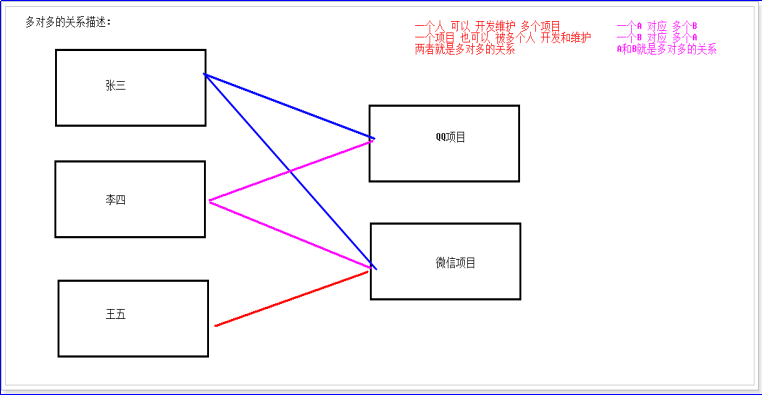 多对多的关系描述:
一个人 可以 开发维护 多个项目
一个项目 也可以 被多个人 开发和维护
两者就是多对多的关系
一个A 对应 多个B
一个B 对应 多个A
A和B就是多对多的关系
张三
QQ项目
李四
微信项目
王五